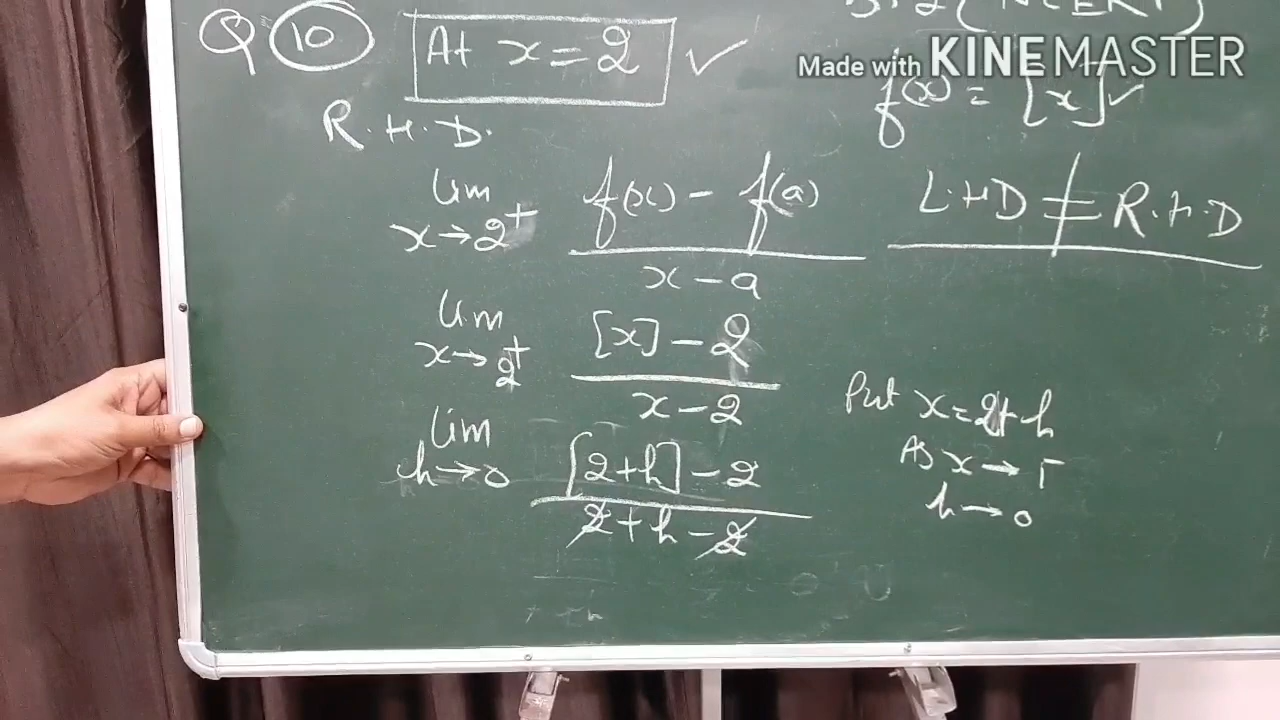 Q 10 At x = 2 ✓
(NCERT)
Made with KINEMASTER
f(x) = [x] ✓
R.H.D.
lim x→2⁺ f(x) - f(a) / x - a
L.H.D ≠ R.H.D
lim x→2⁺ [x] - 2 / x - 2
lim h→0 [2+h] - 2 / 2 + h - 2
Put x = 2 + h
As x →
h → 0